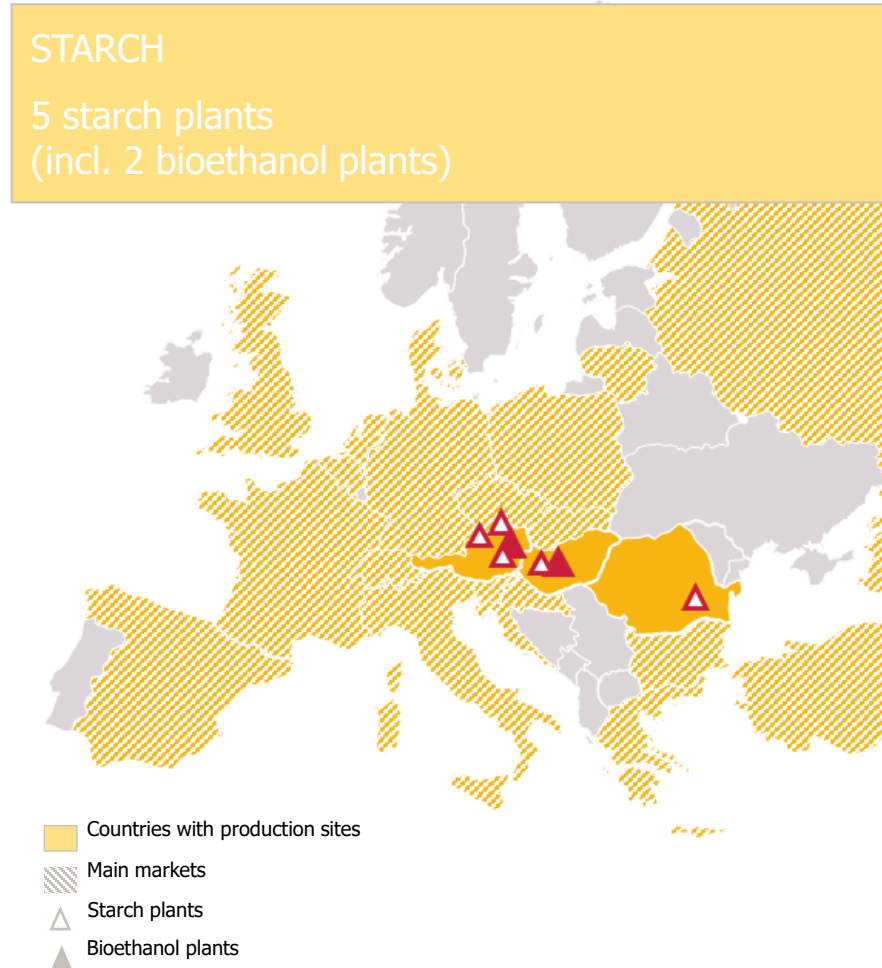 STARCH
5 starch plants
(incl. 2 bioethanol plants)
Countries with production sites
Main markets
Starch plants
Bioethanol plants